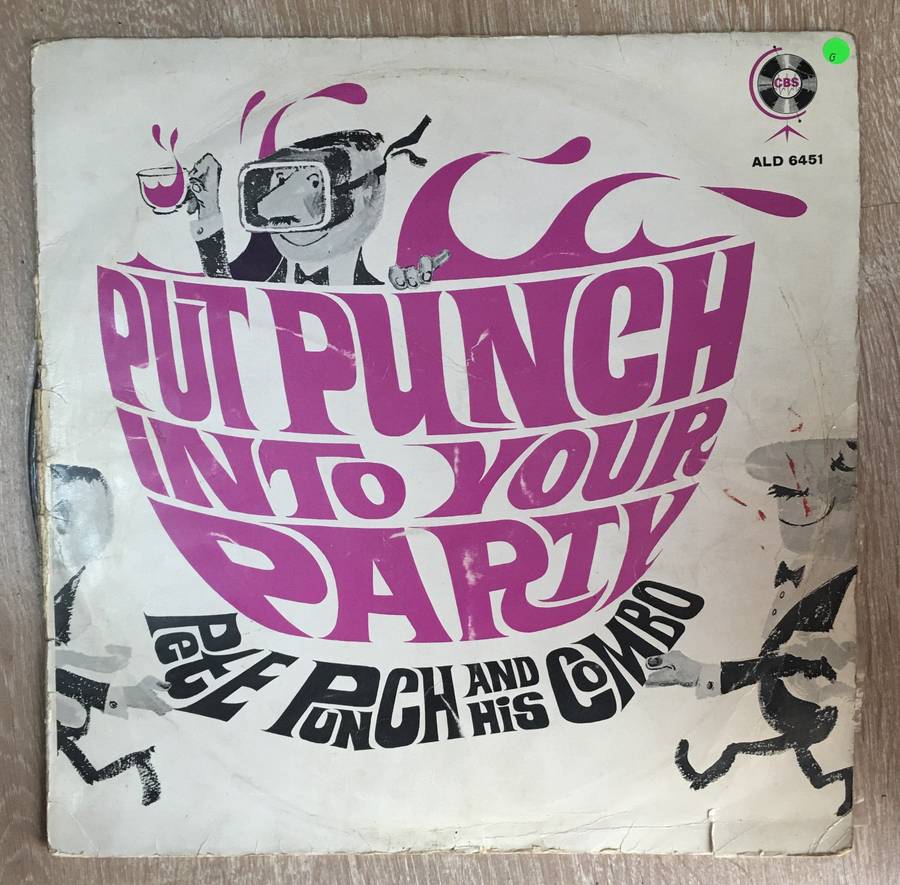 G
CBS
ALD 6451
PUT PUNCH
INTO YOUR
PARTY
PETE PUNCH AND HIS COMBO